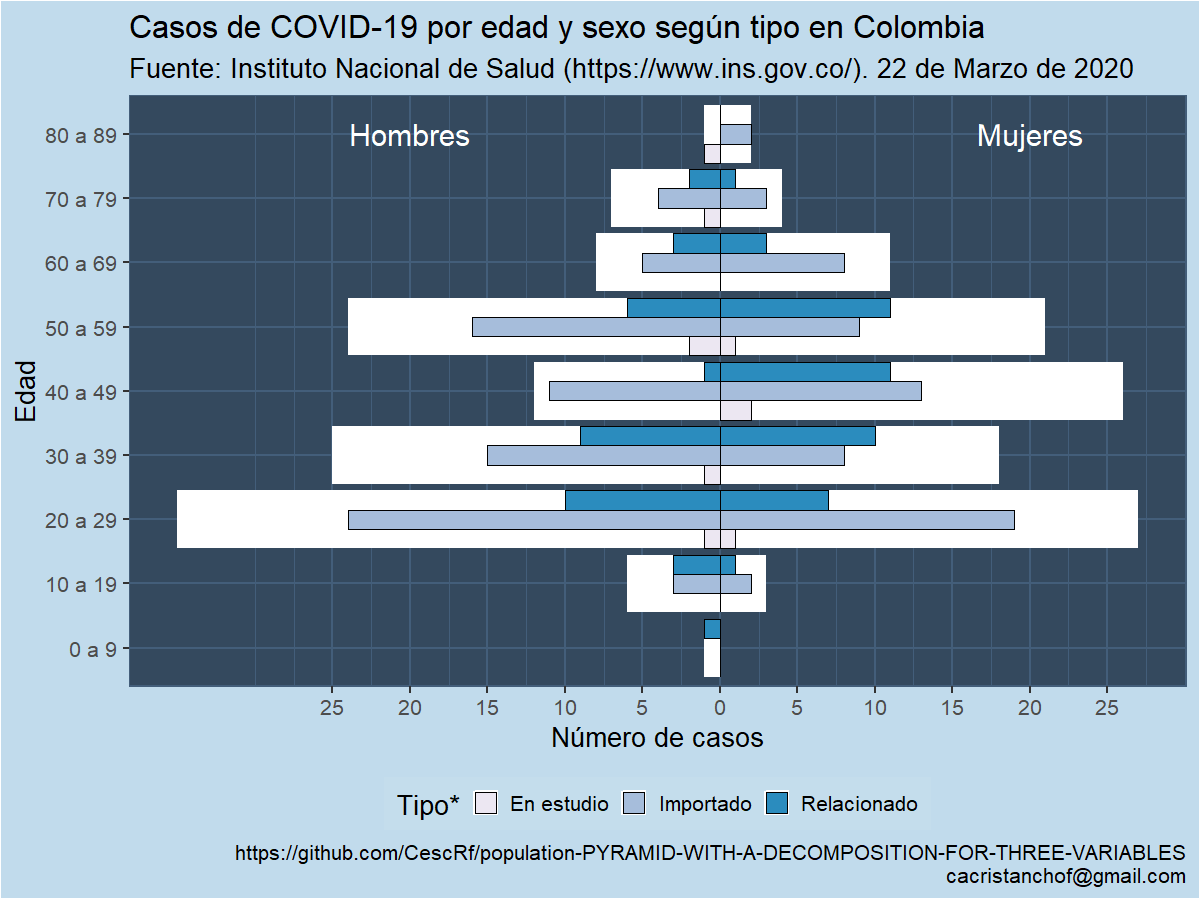 Casos de COVID-19 por edad y sexo según tipo en Colombia
Fuente: Instituto Nacional de Salud (https://www.ins.gov.co/). 22 de Marzo de 2020
Hombres
Mujeres
80 a 89
70 a 79
60 a 69
50 a 59
40 a 49
30 a 39
20 a 29
10 a 19
0 a 9
Edad
25 20 15 10 5 0 5 10 15 20 25
Número de casos
Tipo* En estudio Importado Relacionado
https://github.com/CescRf/population-PYRAMID-WITH-A-DECOMPOSITION-FOR-THREE-VARIABLES
cacristanchof@gmail.com